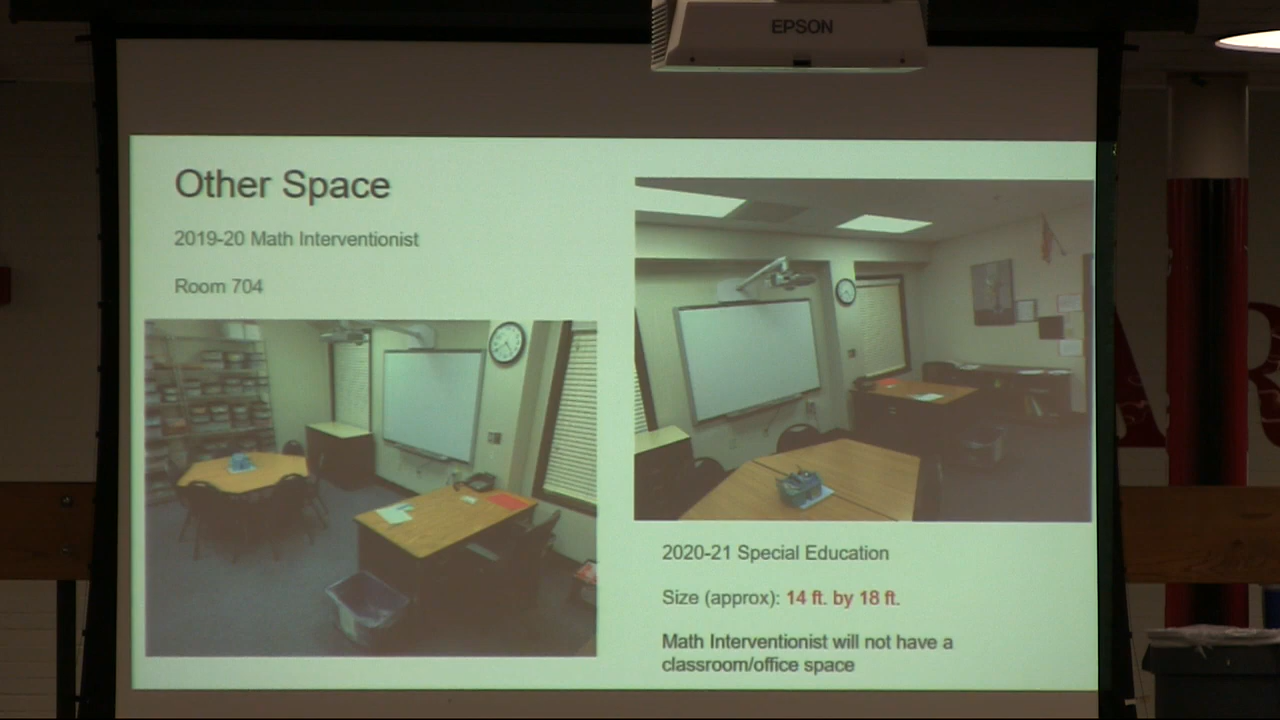 EPSON
Other Space
2019-20 Math Interventionist
Room 704
2020-21 Special Education
Size (approx): 14 ft. by 18 ft.
Math Interventionist will not have a
classroom/office space